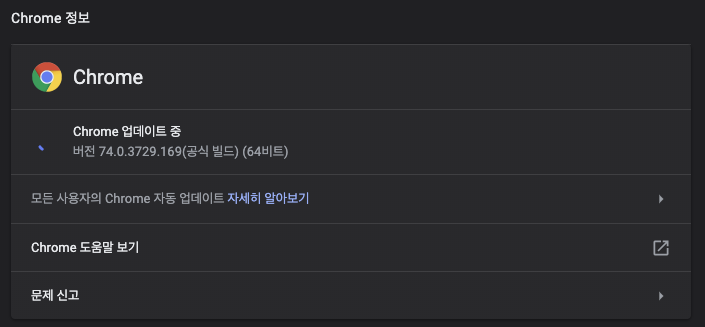 Chrome 정보
Chrome
Chrome 업데이트 중
버전 74.0.3729.169(공식 빌드) (64비트)
모든 사용자의 Chrome 자동 업데이트 자세히 알아보기
Chrome 도움말 보기
문제 신고